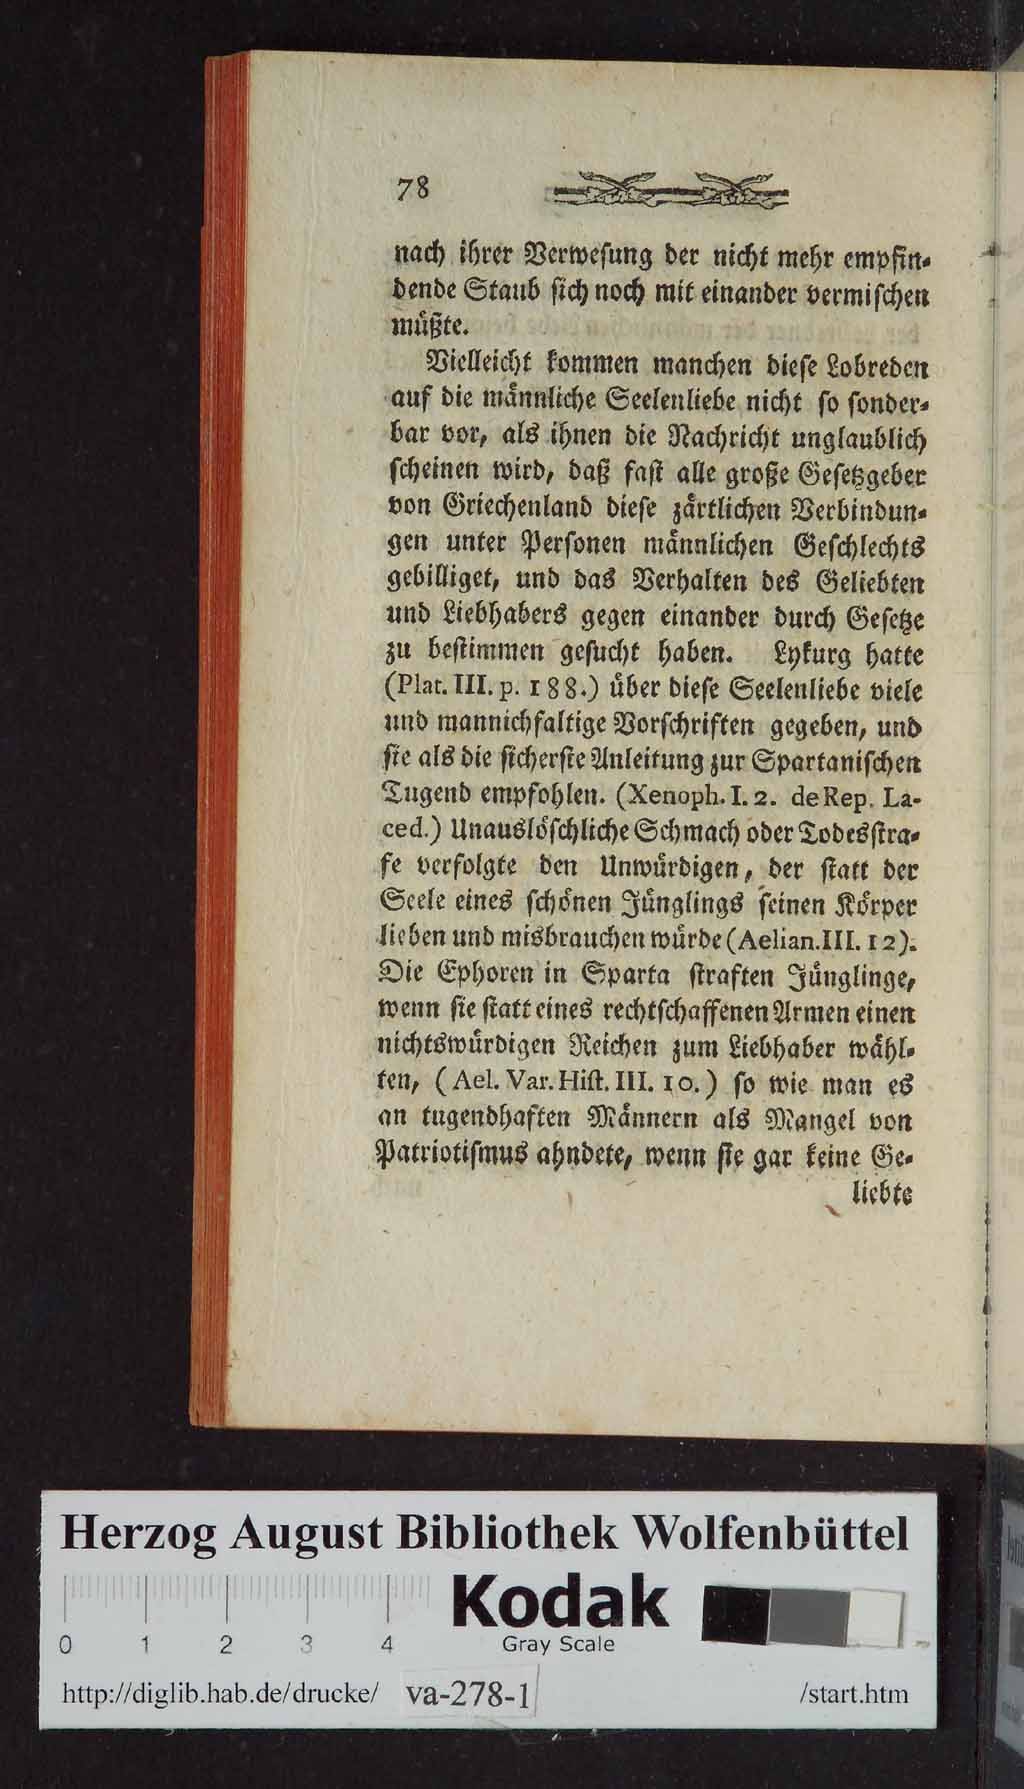 78
nach ihrer Verwesung der nicht mehr empfin-
dende Staub sich noch mit einander vermischen
müßte.
Vielleicht kommen manchen diese Lobreden
auf die männliche Seelenliebe nicht so sonder-
bar vor, als ihnen die Nachricht unglaublich
scheinen wird, daß fast alle große Gesetzgeber
von Griechenland diese zärtlichen Verbindun-
gen unter Personen männlichen Geschlechts
gebilliget, und das Verhalten des Geliebten
und Liebhabers gegen einander durch Gesetze
zu bestimmen gesucht haben. Lykurg hatte
(Plat. III. p. 188.) über diese Seelenliebe viele
und mannichfaltige Vorschriften gegeben, und
sie als die sicherste Anleitung zur Spartanischen
Tugend empfohlen. (Xenoph. I. 2. de Rep. La-
ced.) Unauslöschliche Schmach oder Todesstra-
fe verfolgte den Unwürdigen, der statt der
Seele eines schönen Jünglings seinen Körper
lieben und misbrauchen würde (Aelian. III. 12).
Die Ephoren in Sparta straften Jünglinge,
wenn sie statt eines rechtschaffenen Armen einen
nichtswürdigen Reichen zum Liebhaber wähl-
ten, (Ael. Var. Hist. III. 10.) so wie man es
an tugendhaften Männern als Mangel von
Patriotismus ahndete, wenn sie gar keine Ge-
liebte
Herzog August Bibliothek Wolfenbüttel
Kodak
0 1 2 3 4 Gray Scale
http://diglib.hab.de/drucke/ va-278-1 /start.htm